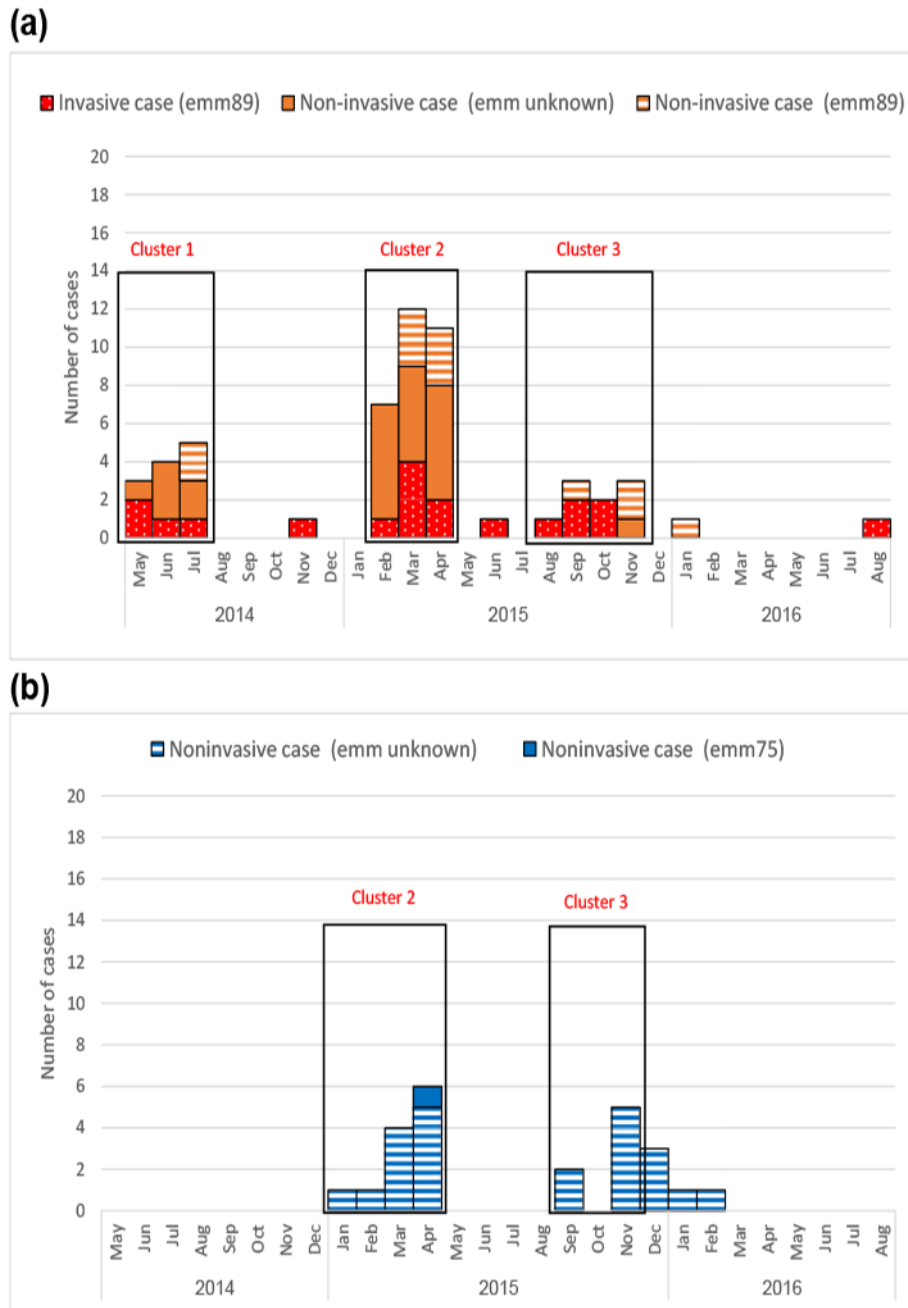 (a)
Invasive case (emm89) Non-invasive case (emm unknown) Non-invasive case (emm89)
20
18
16
14
12
10
8
6
4
2
0
Number of cases
Cluster 1 Cluster 2 Cluster 3
May Jun Jul Aug Sep Oct Nov Dec Jan Feb Mar Apr May Jun Jul Aug Sep Oct Nov Dec Jan Feb Mar Apr May Jun Jul Aug
2014 2015 2016
(b)
Noninvasive case (emm unknown) Noninvasive case (emm75)
20
18
16
14
12
10
8
6
4
2
0
Number of cases
Cluster 2 Cluster 3
May Jun Jul Aug Sep Oct Nov Dec Jan Feb Mar Apr May Jun Jul Aug Sep Oct Nov Dec Jan Feb Mar Apr May Jun Jul Aug
2014 2015 2016